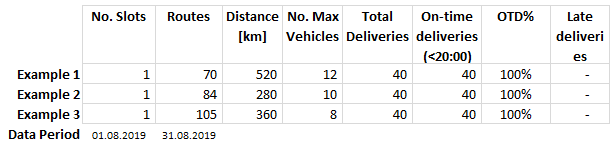 No. Slots Routes Distance [km] No. Max Vehicles Total Deliveries On-time deliveries (<20:00) OTD% Late deliveri es
Example 1 1 70 520 12 40 40 100% -
Example 2 1 84 280 10 40 40 100% -
Example 3 1 105 360 8 40 40 100% -
Data Period 01.08.2019 31.08.2019